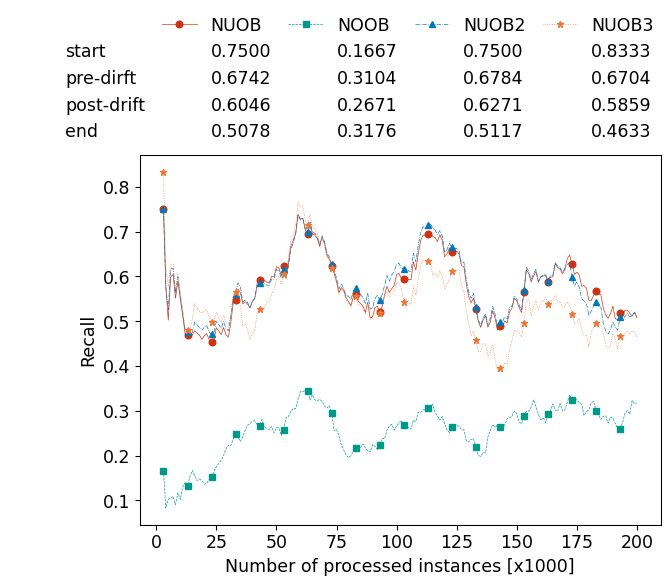 NUOB NOOB NUOB2 NUOB3
start 0.7500 0.1667 0.7500 0.8333
pre-dirft 0.6742 0.3104 0.6784 0.6704
post-drift 0.6046 0.2671 0.6271 0.5859
end 0.5078 0.3176 0.5117 0.4633
0.8
0.7
0.6
0.5
0.4
0.3
0.2
0.1
Recall
0 25 50 75 100 125 150 175 200
Number of processed instances [x1000]